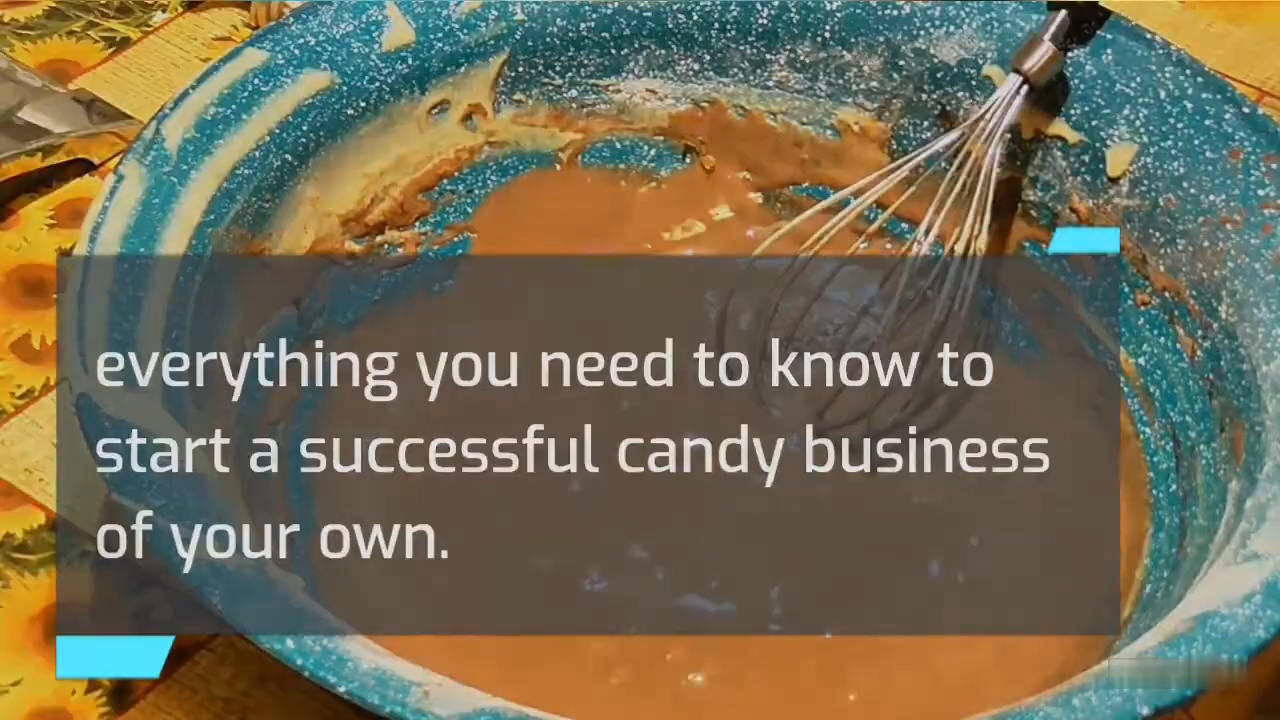 everything you need to know to
start a successful candy business
of your own.